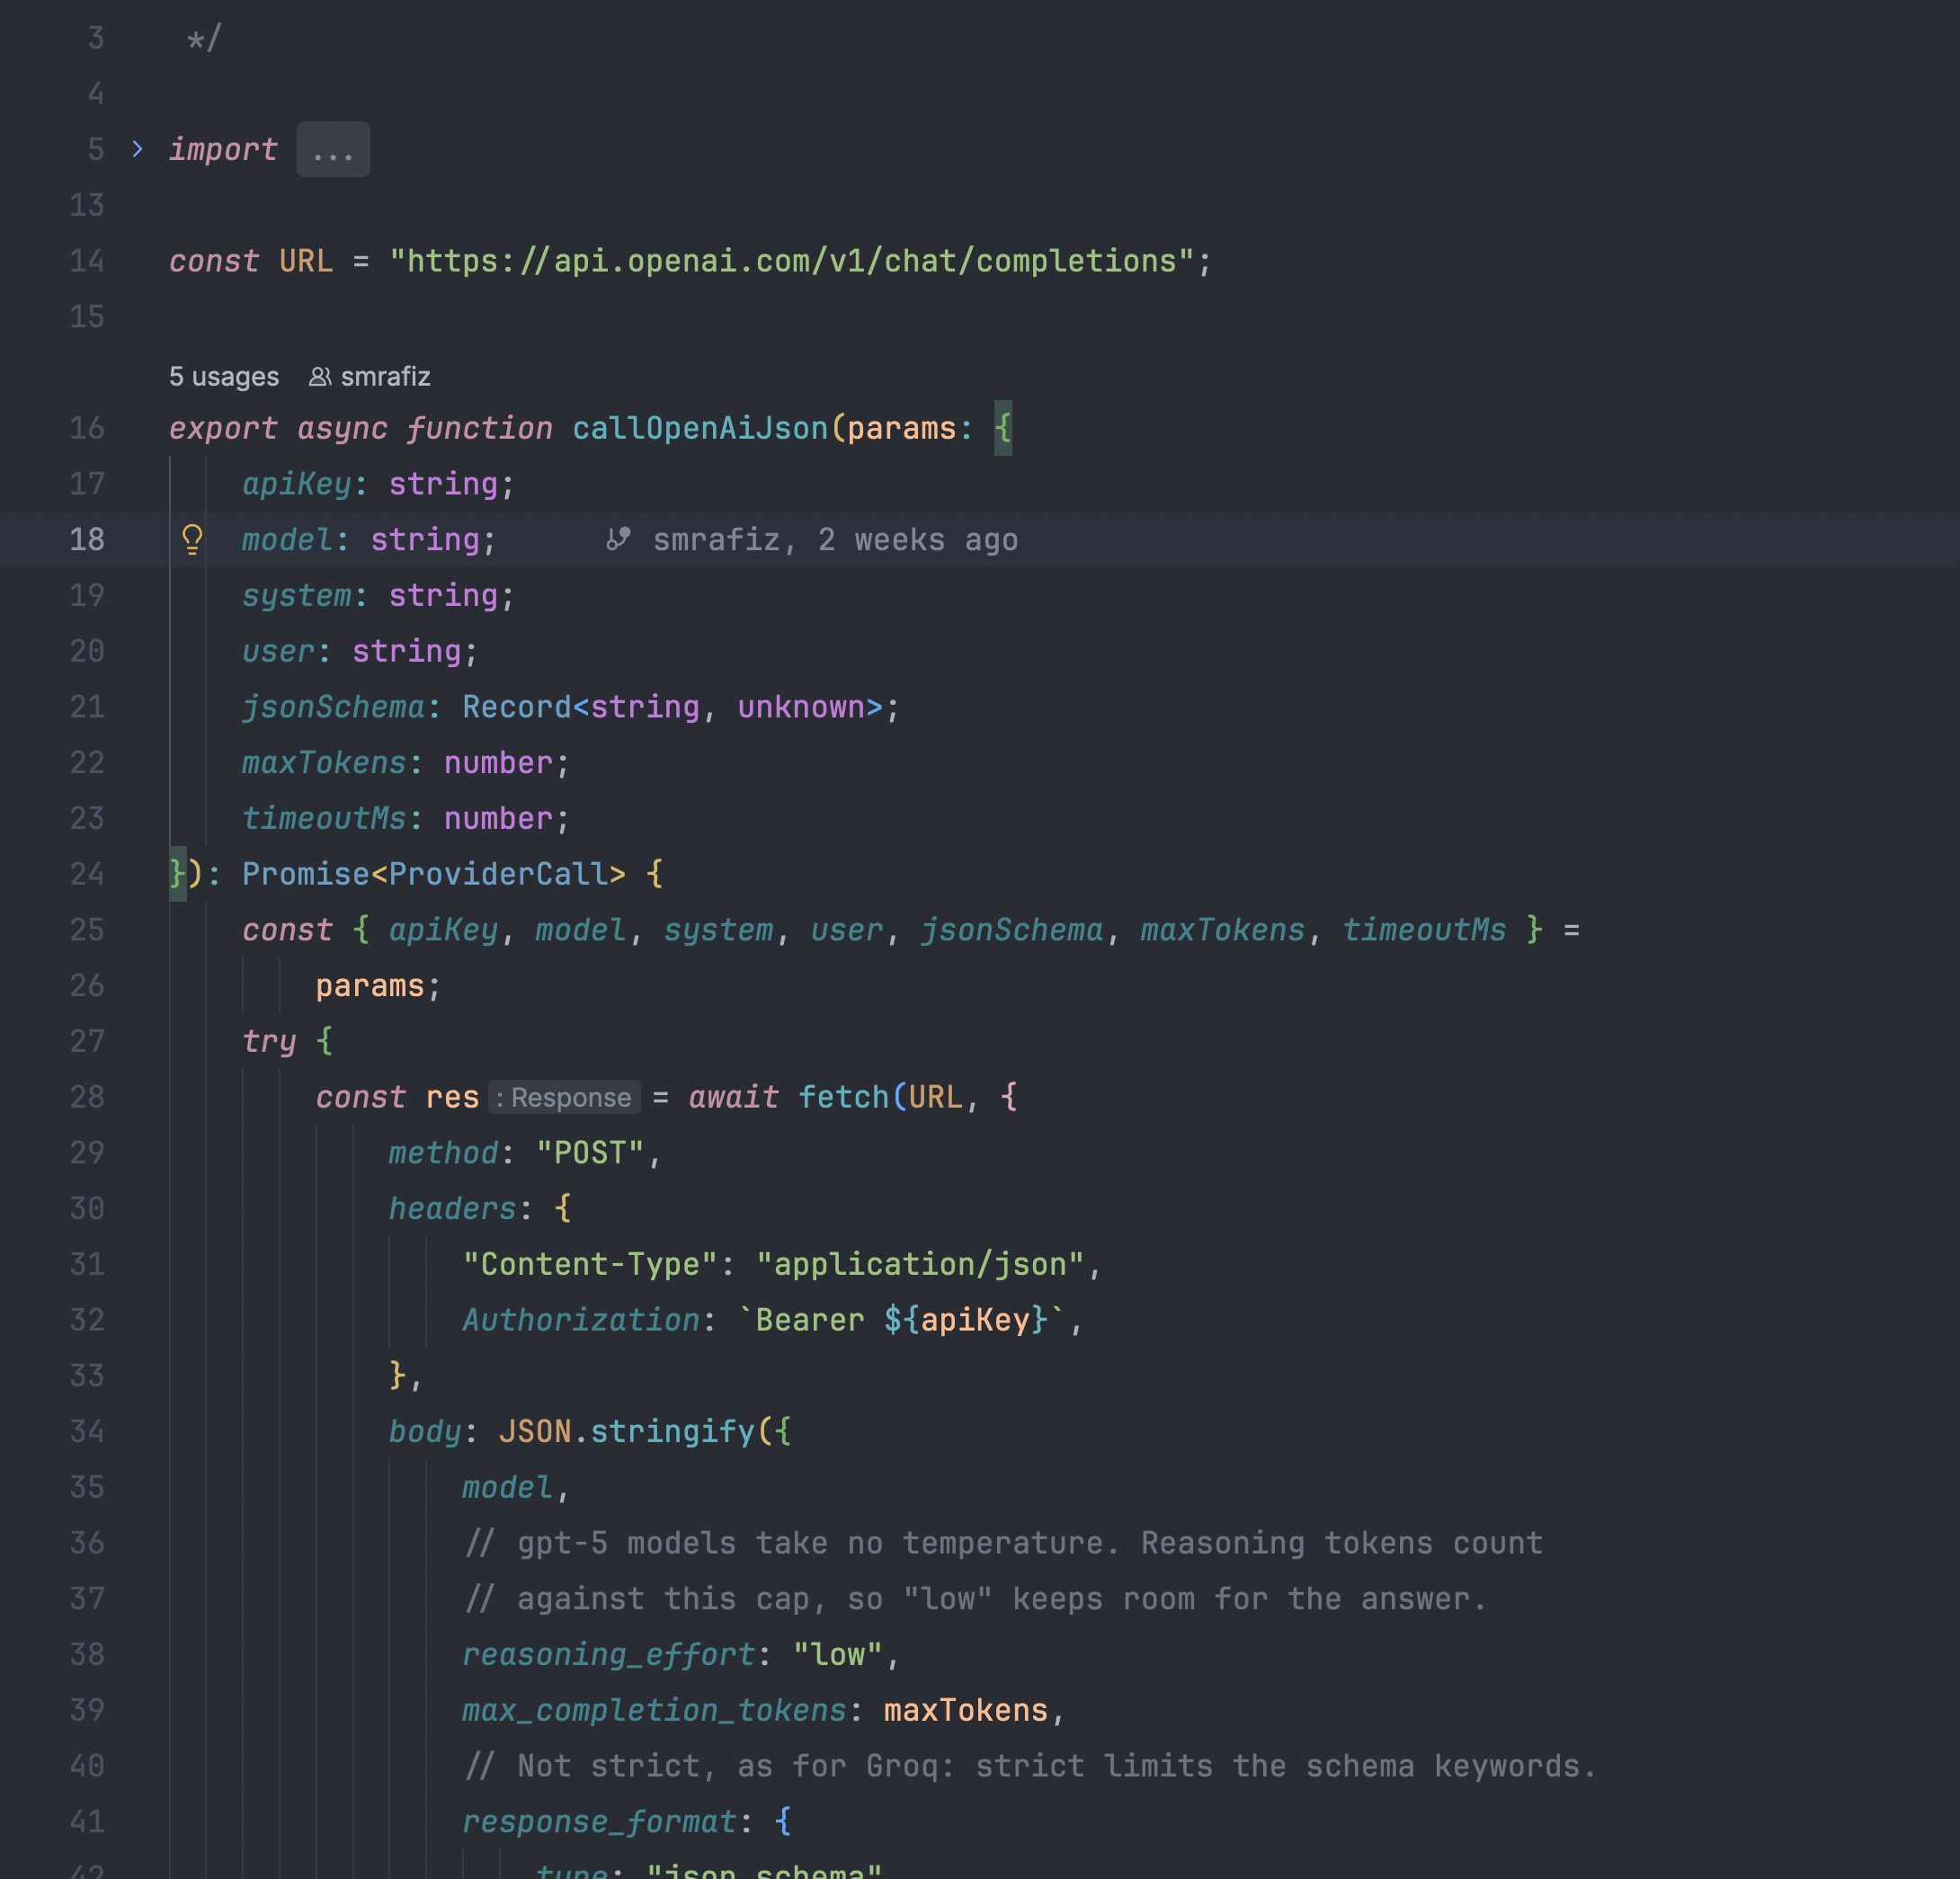 3 */
4
5 import ...
13
14 const URL = "https://api.openai.com/v1/chat/completions";
15
5 usages smrafiz
16 export async function callOpenAiJson(params: {
17 apiKey: string;
18 model: string; smrafiz, 2 weeks ago
19 system: string;
20 user: string;
21 jsonSchema: Record<string, unknown>;
22 maxTokens: number;
23 timeoutMs: number;
24 }): Promise<ProviderCall> {
25 const { apiKey, model, system, user, jsonSchema, maxTokens, timeoutMs } =
26 params;
27 try {
28 const res : Response = await fetch(URL, {
29 method: "POST",
30 headers: {
31 "Content-Type": "application/json",
32 Authorization: `Bearer ${apiKey}`,
33 },
34 body: JSON.stringify({
35 model,
36 // gpt-5 models take no temperature. Reasoning tokens count
37 // against this cap, so "low" keeps room for the answer.
38 reasoning_effort: "low",
39 max_completion_tokens: maxTokens,
40 // Not strict, as for Groq: strict limits the schema keywords.
41 response_format: {
42 type: "json_schema"